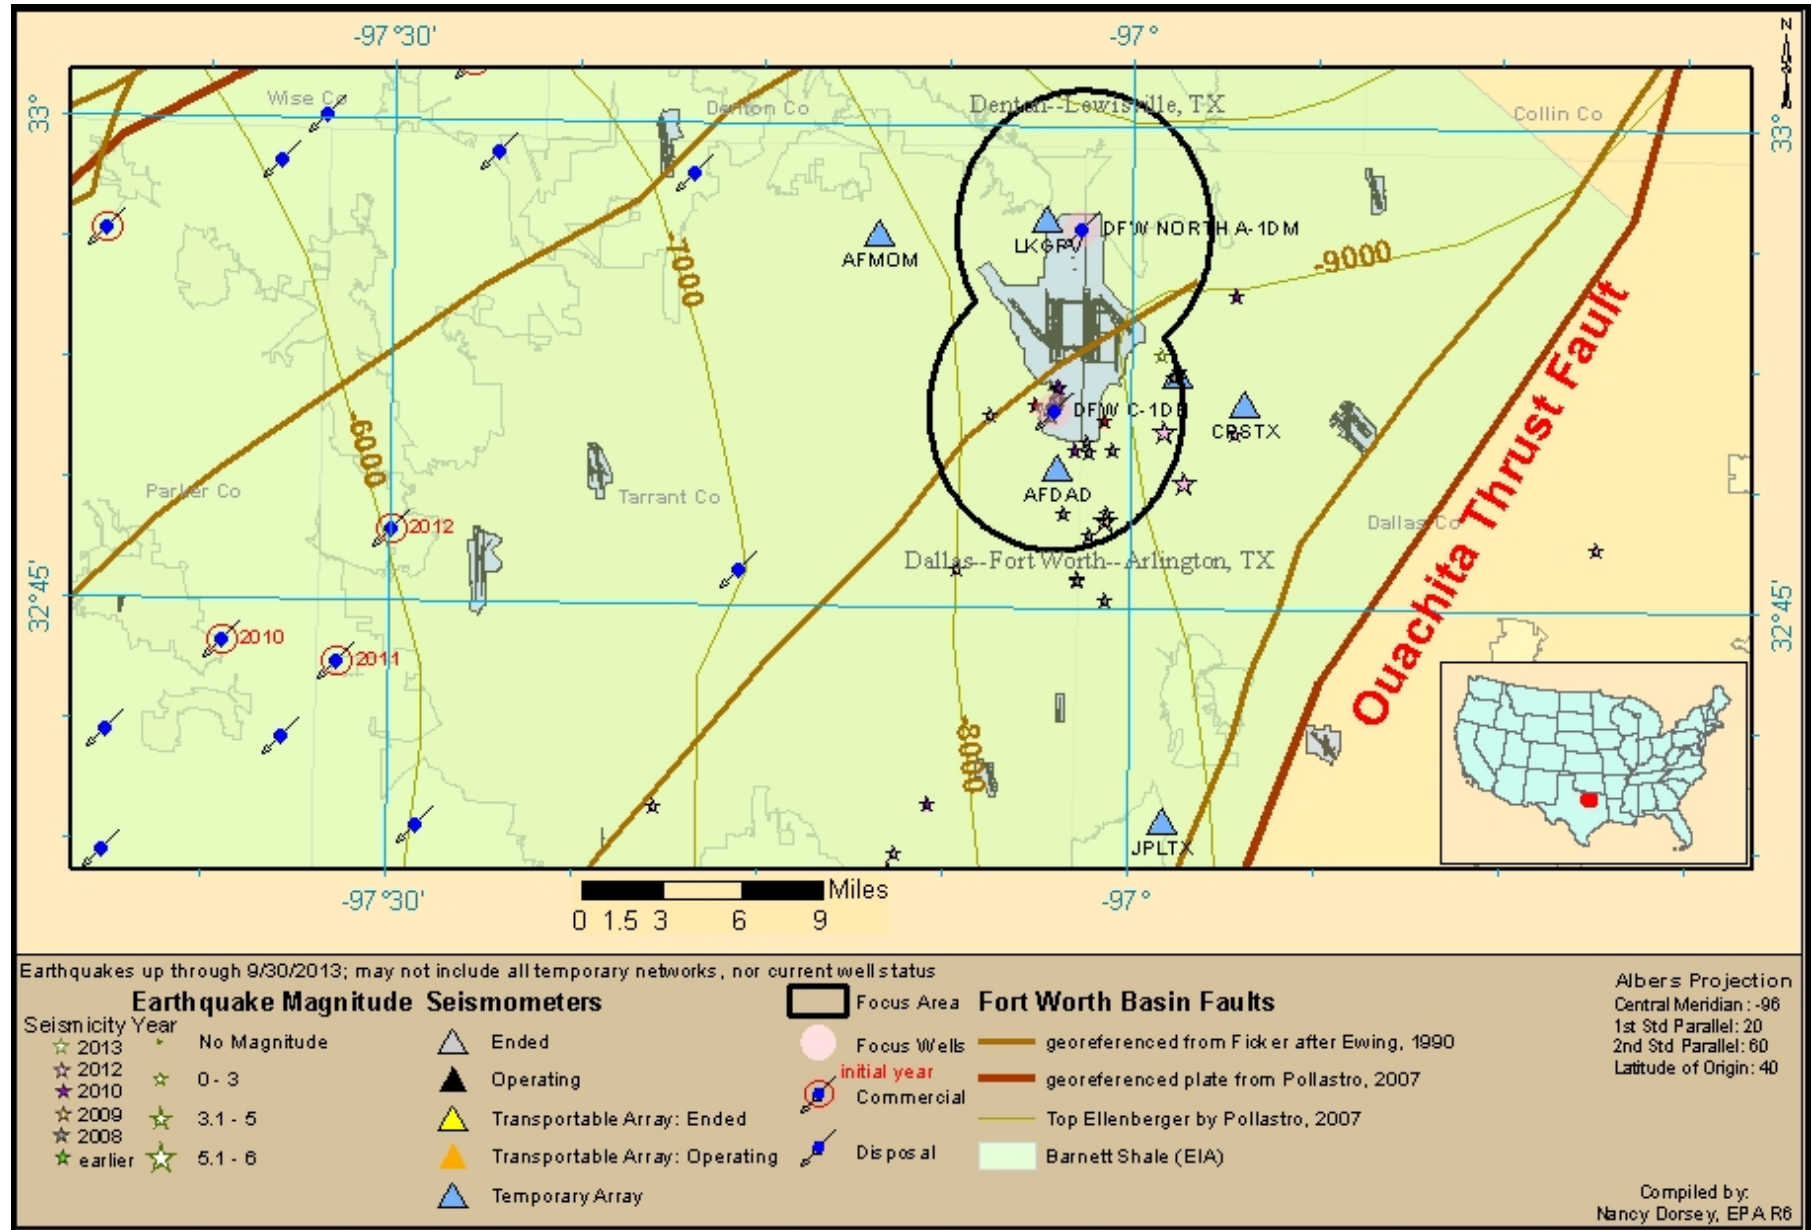 -97°30'
-97°
N
33°
33°
Wise Co
Denton Co
Denton--Lewisville, TX
Collin Co
DFW NORTH A-1DM
LKGPV
AFMOM
-7000
-9000
DFW C-1DE
CPSTX
-6000
AFDAD
Parker Co
Tarrant Co
Dallas Co
2012
Dallas--Fort Worth--Arlington, TX
Ouachita Thrust Fault
32°45'
32°45'
2010
2011
-8000
JPLTX
-97°30'
-97°
Miles
0 1.5 3 6 9
Earthquakes up through 9/30/2013; may not include all temporary networks, nor current well status
Earthquake Magnitude
Seismicity Year
2013
2012
2010
2009
2008
earlier
No Magnitude
0 - 3
3.1 - 5
5.1 - 6
Seismometers
Ended
Operating
Transportable Array: Ended
Transportable Array: Operating
Temporary Array
Focus Area
Focus Wells
initial year
Commercial
Disposal
Fort Worth Basin Faults
georeferenced from Ficker after Ewing, 1990
georeferenced plate from Pollastro, 2007
Top Ellenberger by Pollastro, 2007
Barnett Shale (EIA)
Albers Projection
Central Meridian: -96
1st Std Parallel: 20
2nd Std Parallel: 60
Latitude of Origin: 40
Compiled by:
Nancy Dorsey, EPA R6